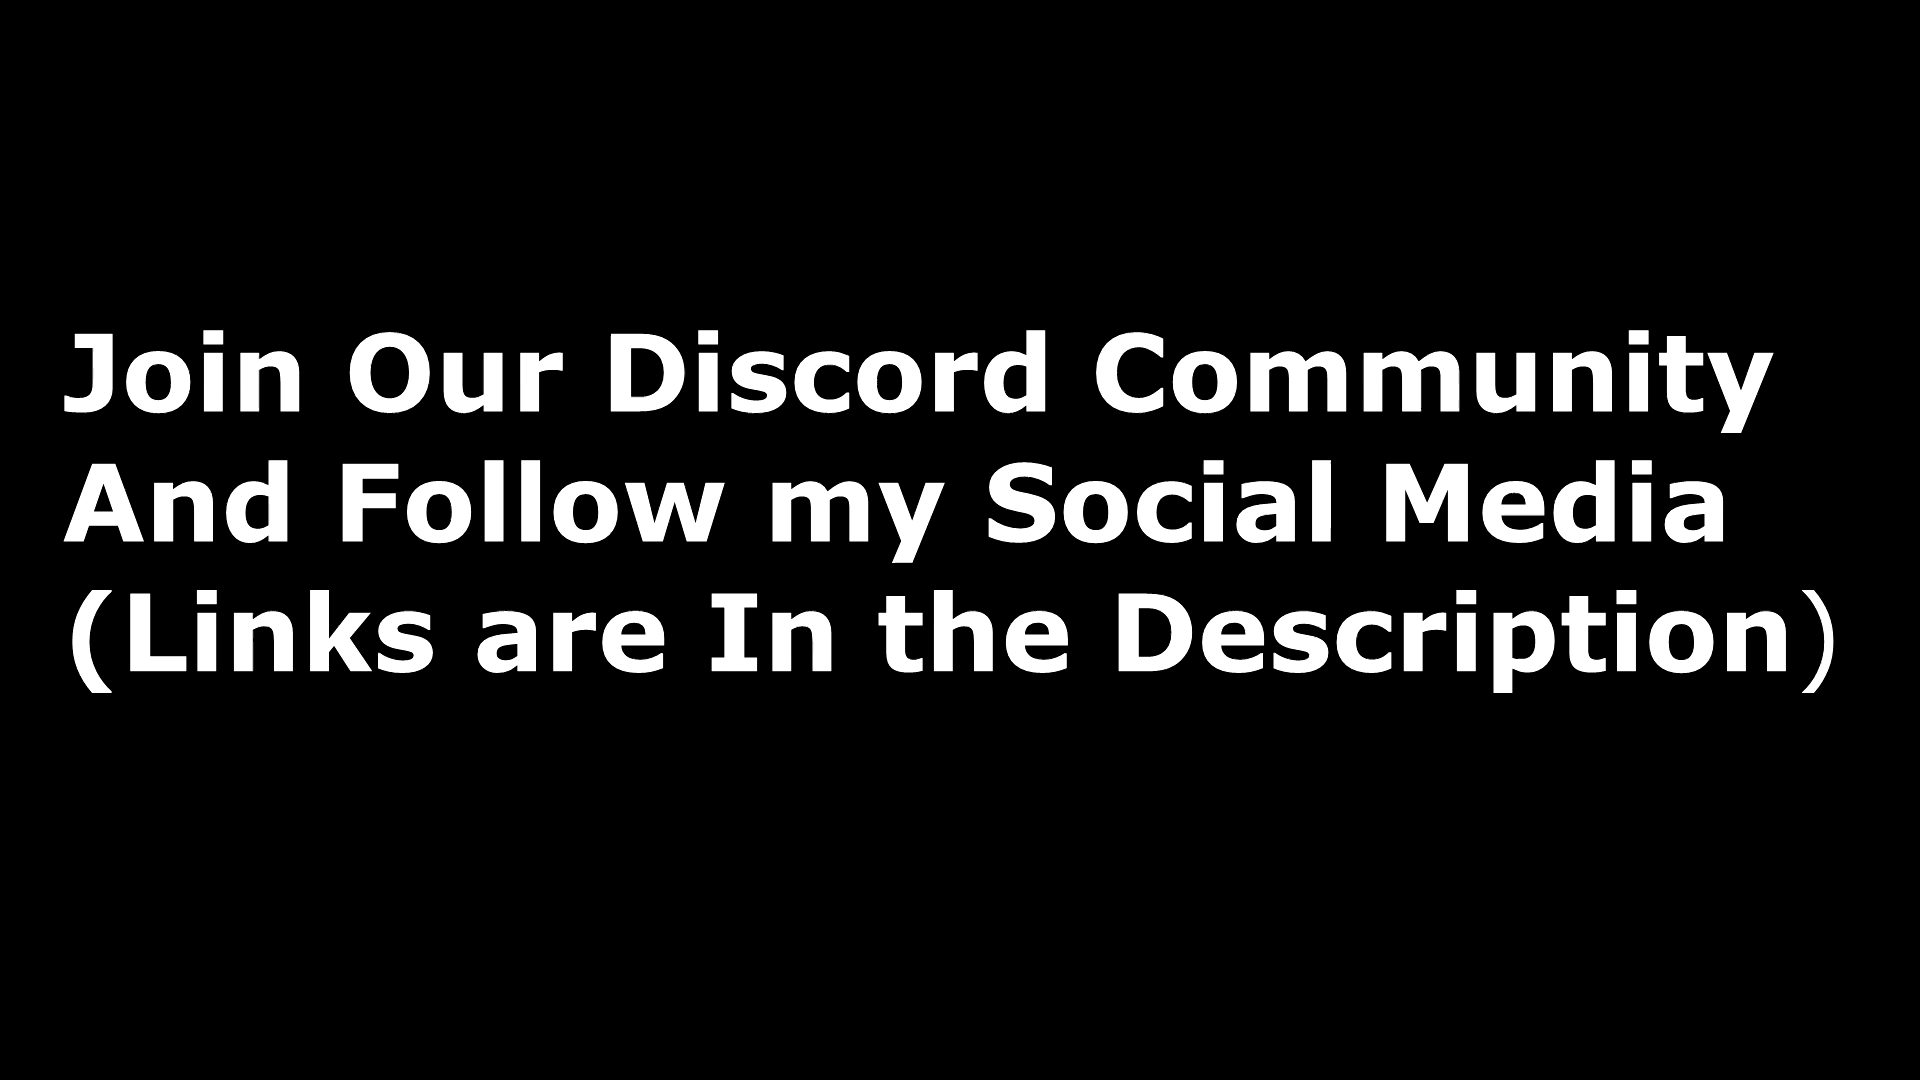 Join Our Discord Community
And Follow my Social Media
(Links are In the Description)